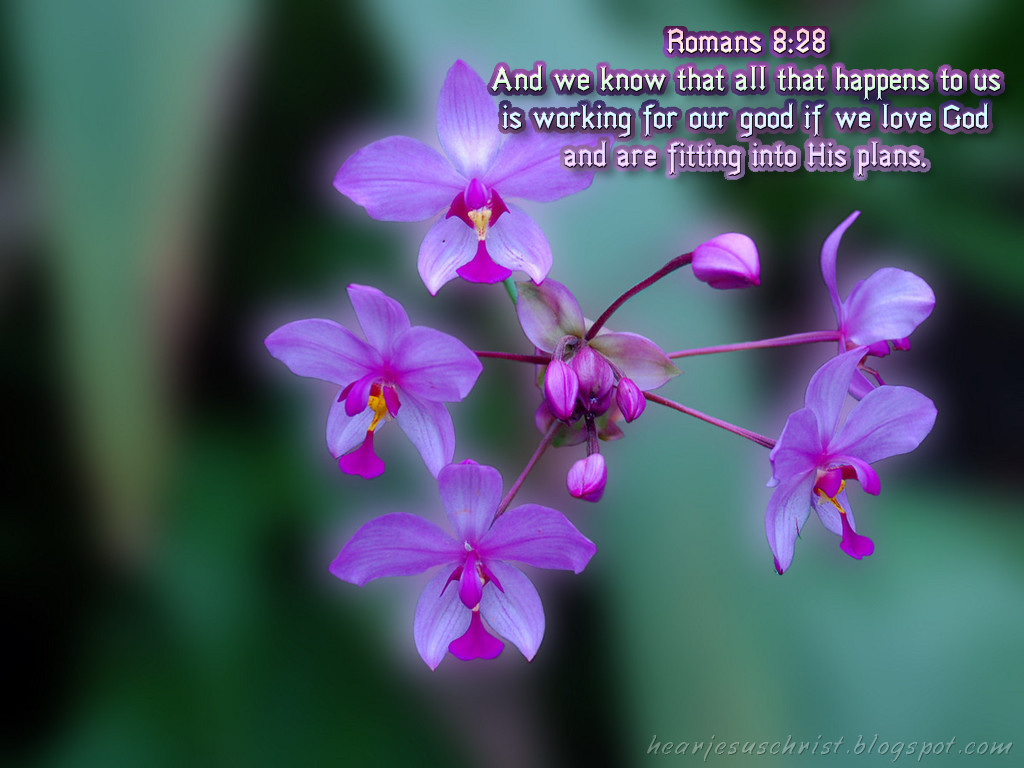 Romans 8:28
And we know that all that happens to us
is working for our good if we love God
and are fitting into His plans.
hearjesuschrist.blogspot.com